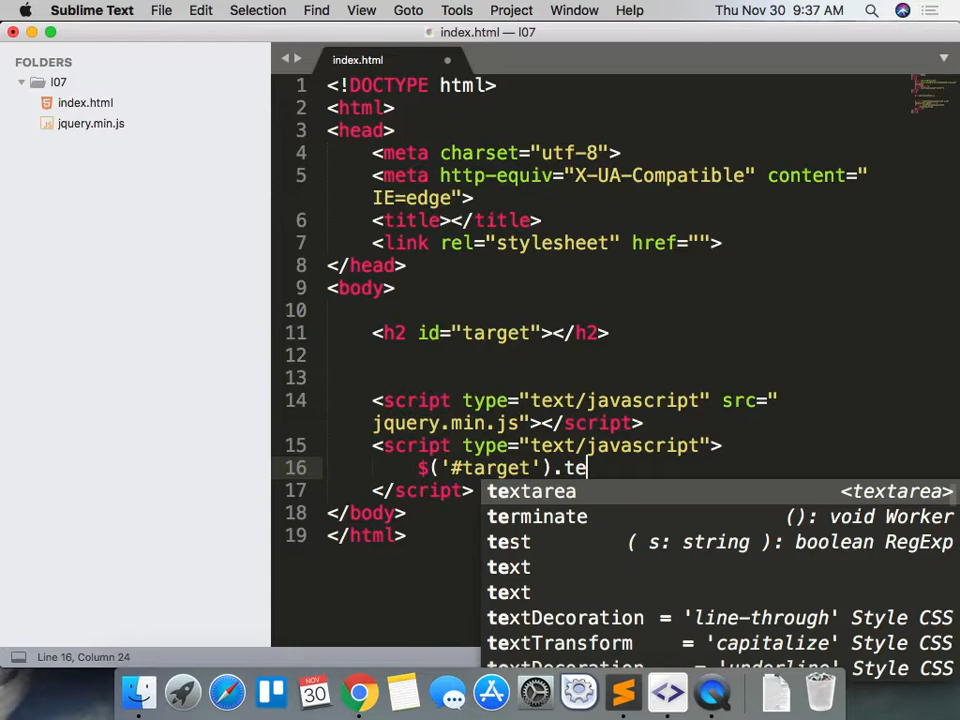 Sublime Text File Edit Selection Find View Goto Tools Project Window Help Thu Nov 30 9:37 AM
index.html — l07
FOLDERS
l07
index.html
jquery.min.js
index.html
1 <!DOCTYPE html>
2 <html>
3 <head>
4 <meta charset="utf-8">
5 <meta http-equiv="X-UA-Compatible" content="
IE=edge">
6 <title></title>
7 <link rel="stylesheet" href="">
8 </head>
9 <body>
10
11 <h2 id="target"></h2>
12
13
14 <script type="text/javascript" src="
jquery.min.js"></script>
15 <script type="text/javascript">
16 $('#target').te
17 </script>
18 </body>
19 </html>
textarea <textarea>
terminate (): void Worker
test ( s: string ): boolean RegExp
text
text
textDecoration = 'line-through' Style CSS
textTransform = 'capitalize' Style CSS
textDecoration = 'underline' Style CSS
Line 16, Column 24
NOV
30